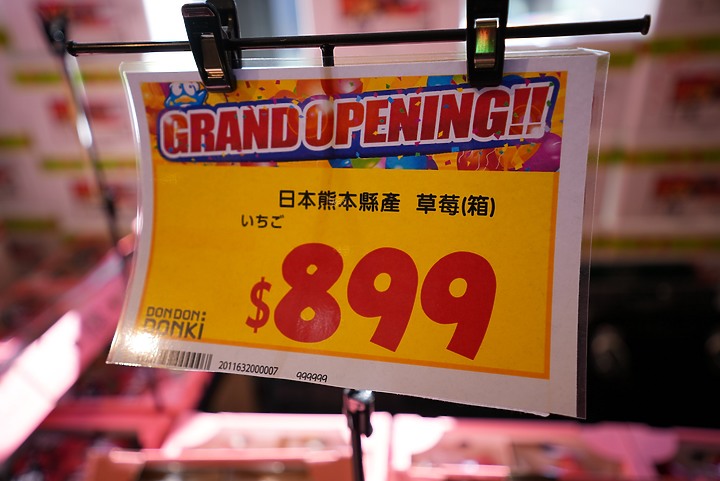 GRAND OPENING!!
日本熊本縣產 草莓(箱)
いちご
$899
DON DON:
DONKi
2011632000007 999999